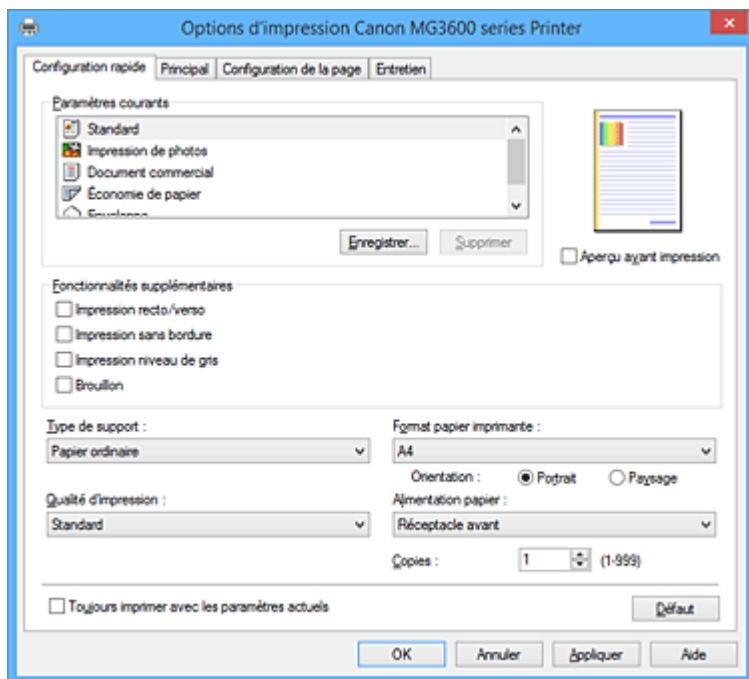 Options d'impression Canon MG3600 series Printer
Configuration rapide Principal Configuration de la page Entretien
Paramètres courants
Standard
Impression de photos
Document commercial
Économie de papier
Enregistrer... Supprimer
Aperçu avant impression
Fonctionnalités supplémentaires
Impression recto/verso
Impression sans bordure
Impression niveau de gris
Brouillon
Type de support : Format papier imprimante :
Papier ordinaire A4
Orientation : Portrait Paysage
Qualité d'impression : Alimentation papier :
Standard Réceptacle avant
Copies : 1 (1-999)
Toujours imprimer avec les paramètres actuels Défaut
OK Annuler Appliquer Aide